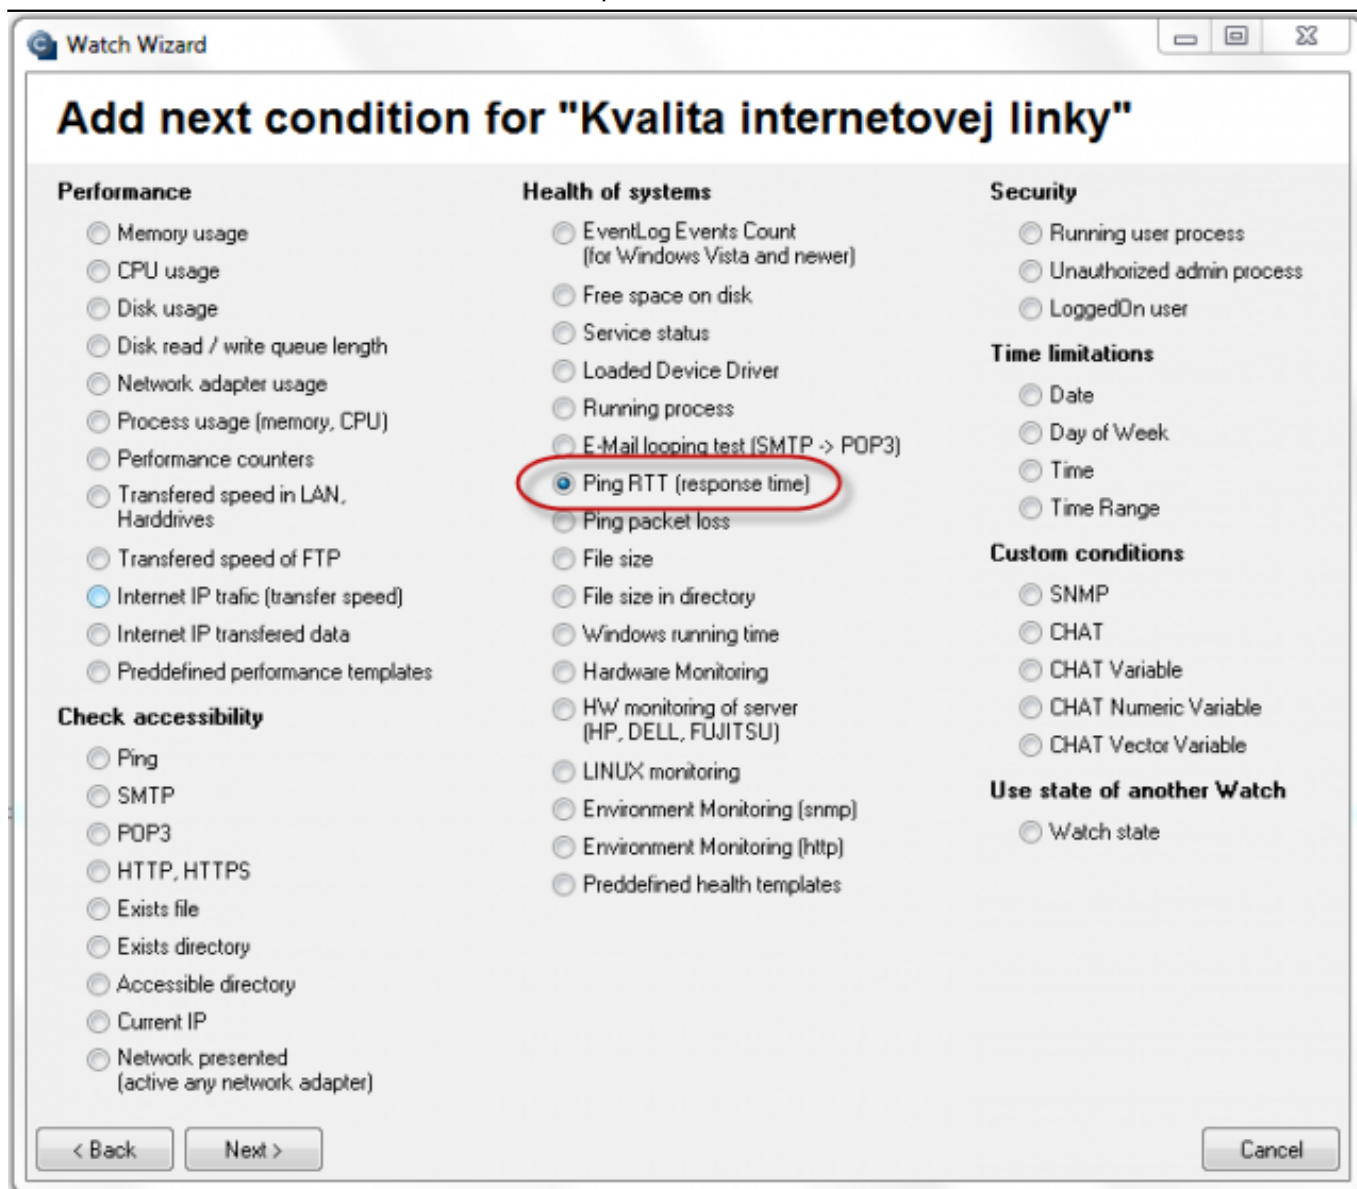 Watch Wizard
Add next condition for "Kvalita internetovej linky"
Performance
Memory usage
CPU usage
Disk usage
Disk read / write queue length
Network adapter usage
Process usage (memory, CPU)
Performance counters
Transfered speed in LAN,
Harddrives
Transfered speed of FTP
Internet IP trafic (transfer speed)
Internet IP transfered data
Preddefined performance templates
Check accessibility
Ping
SMTP
POP3
HTTP, HTTPS
Exists file
Exists directory
Accessible directory
Current IP
Network presented
(active any network adapter)
Health of systems
EventLog Events Count
(for Windows Vista and newer)
Free space on disk
Service status
Loaded Device Driver
Running process
E-Mail looping test (SMTP -> POP3)
Ping RTT (response time)
Ping packet loss
File size
File size in directory
Windows running time
Hardware Monitoring
HW monitoring of server
(HP, DELL, FUJITSU)
LINUX monitoring
Environment Monitoring (snmp)
Environment Monitoring (http)
Preddefined health templates
Security
Running user process
Unauthorized admin process
LoggedOn user
Time limitations
Date
Day of Week
Time
Time Range
Custom conditions
SNMP
CHAT
CHAT Variable
CHAT Numeric Variable
CHAT Vector Variable
Use state of another Watch
Watch state
< Back
Next >
Cancel